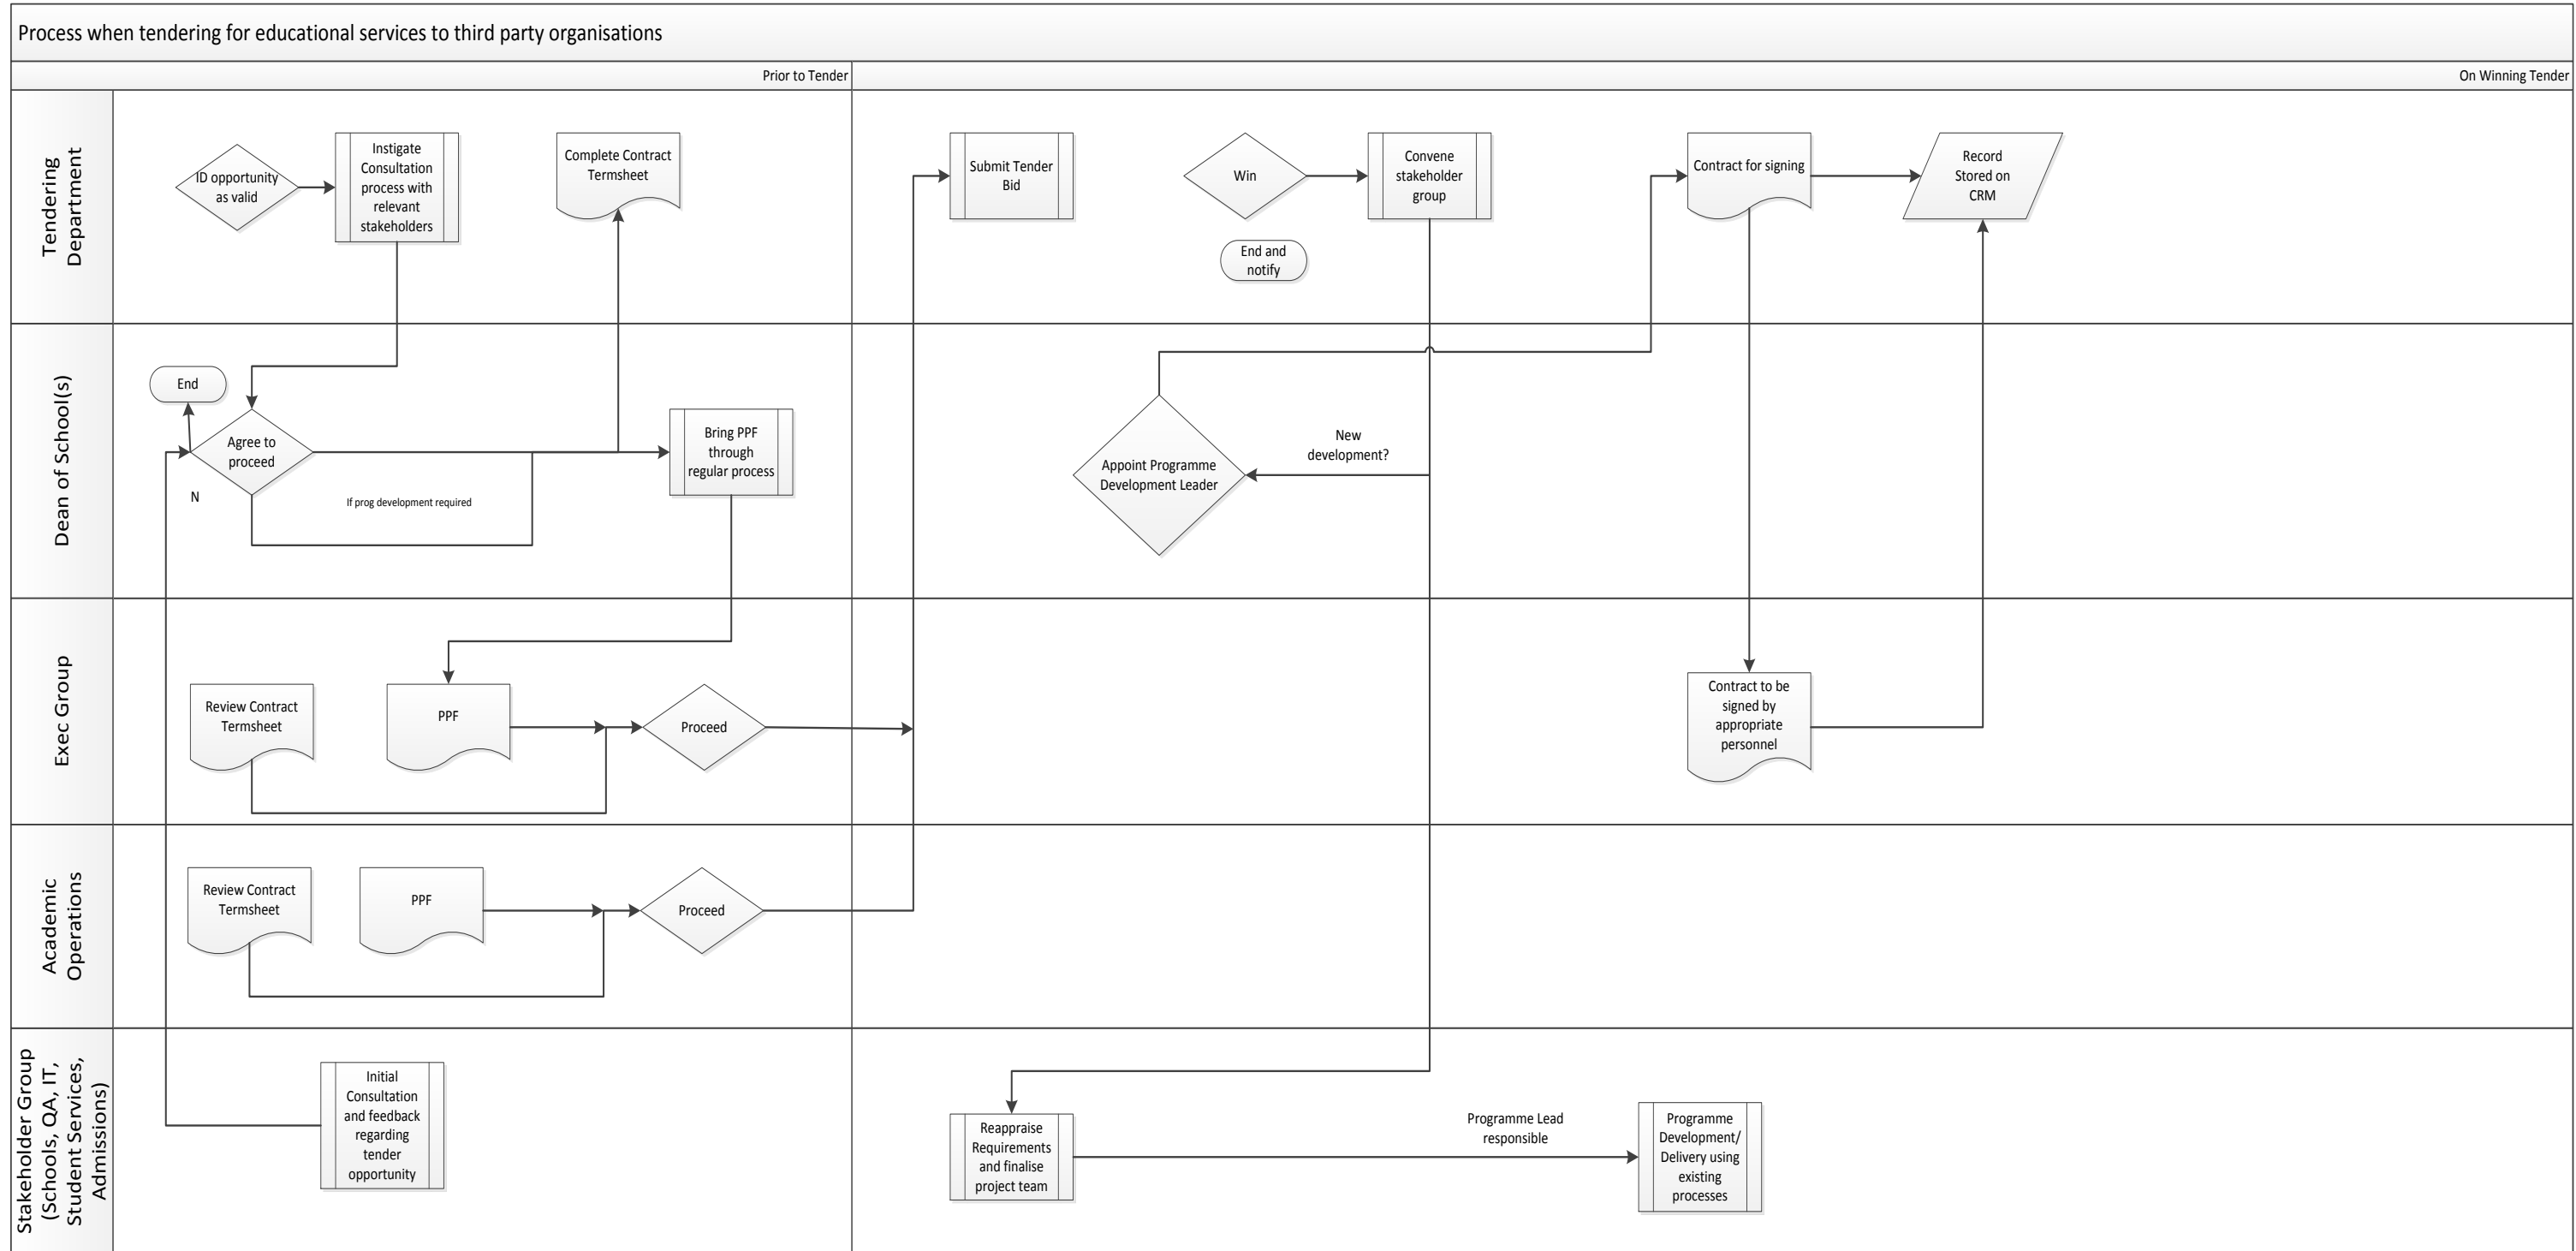 Process when tendering for educational services to third party organisations
Prior to Tender
On Winning Tender
Tendering
Department
ID opportunity
as valid
Instigate
Consultation
process with
relevant
stakeholders
Complete Contract
Termsheet
Submit Tender
Bid
Win
End and
notify
Convene
stakeholder
group
Contract for signing
Record
Stored on
CRM
Dean of School(s)
End
Agree to
proceed
N
If prog development required
Bring PPF
through
regular process
Appoint Programme
Development Leader
New
development?
Exec Group
Review Contract
Termsheet
PPF
Proceed
Contract to be
signed by
appropriate
personnel
Academic
Operations
Review Contract
Termsheet
PPF
Proceed
Stakeholder Group
(Schools, QA, IT,
Student Services,
Admissions)
Initial
Consultation
and feedback
regarding
tender
opportunity
Reappraise
Requirements
and finalise
project team
Programme Lead
responsible
Programme
Development/
Delivery using
existing
processes